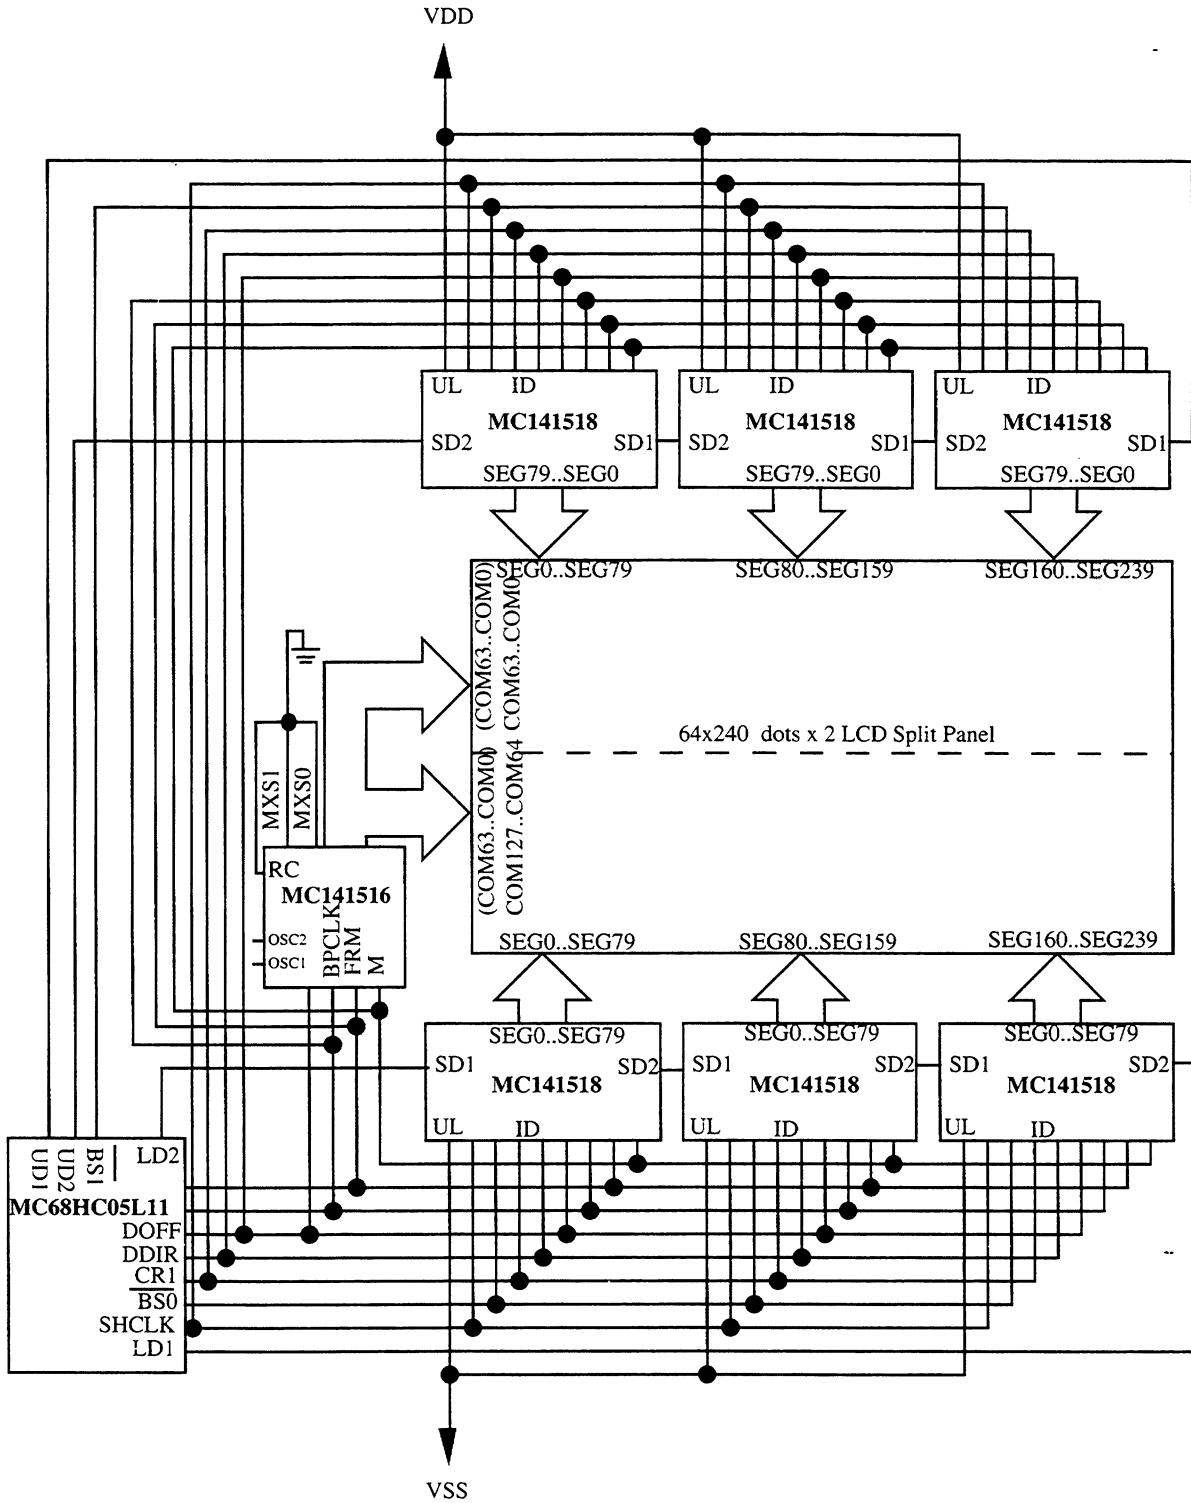 VDD
UL ID
MC141518
SD2 SD1
SEG79..SEG0
UL ID
MC141518
SD2 SD1
SEG79..SEG0
UL ID
MC141518
SD2 SD1
SEG79..SEG0
SEG0..SEG79
SEG80..SEG159
SEG160..SEG239
(COM63..COM0)
COM63..COM0
64x240 dots x 2 LCD Split Panel
(COM63..COM0)
COM127..COM64
MXS1
MXS0
RC
MC141516
OSC2
OSC1
BPCLK
FRM
M
SEG0..SEG79
SEG80..SEG159
SEG160..SEG239
SEG0..SEG79
SD1 SD2
MC141518
UL ID
SEG0..SEG79
SD1 SD2
MC141518
UL ID
SEG0..SEG79
SD1 SD2
MC141518
UL ID
UD1
UD2
BS1
LD2
MC68HC05L11
DOFF
DDIR
CR1
BS0
SHCLK
LD1
VSS